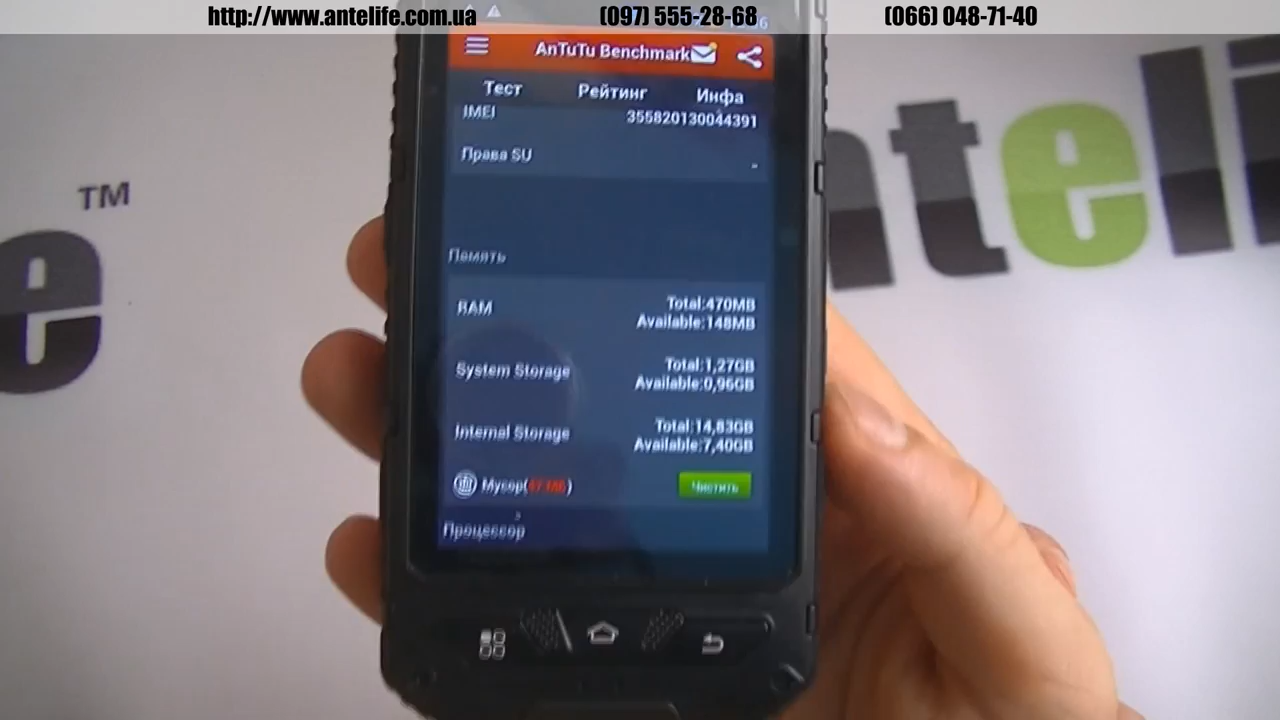 http://www.antelife.com.ua (097) 555-28-68 (066) 048-71-40
AnTuTu Benchmark
Тест Рейтинг Инфа
IMEI 355820130044391
Права SU -
Память
RAM Total:470MB
Available:148MB
System Storage Total:1,27GB
Available:0,96GB
Internal Storage Total:14,83GB
Available:7,40GB
Мусор( )
Чистить
Процессор
TM
e
anteli